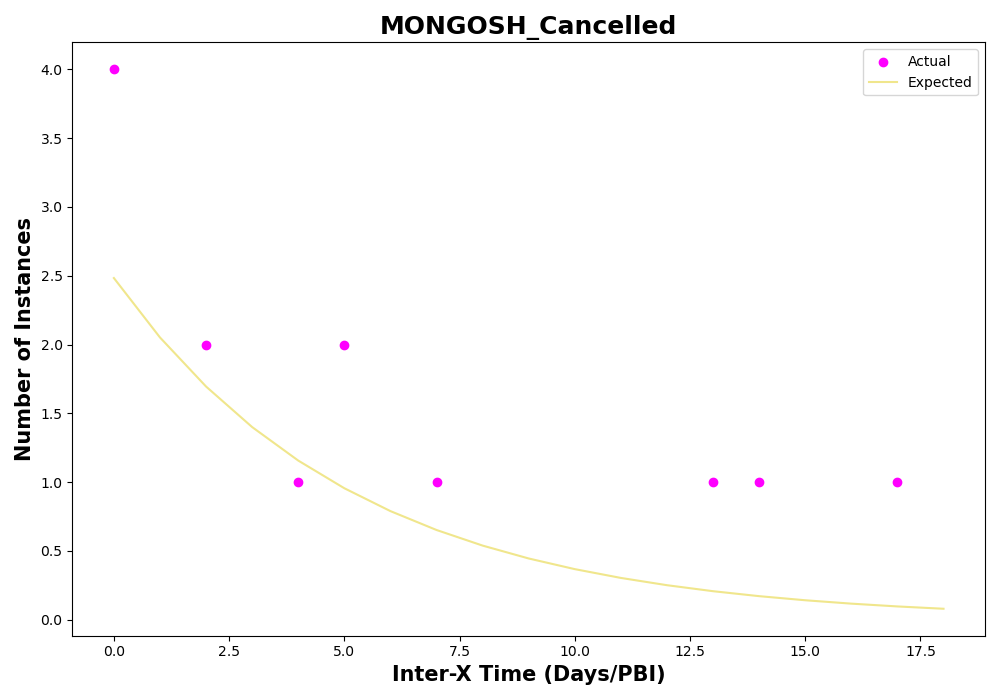 MONGOSH_Cancelled
Actual
Expected
Number of Instances
4.0
3.5
3.0
2.5
2.0
1.5
1.0
0.5
0.0
0.0 2.5 5.0 7.5 10.0 12.5 15.0 17.5
Inter-X Time (Days/PBI)